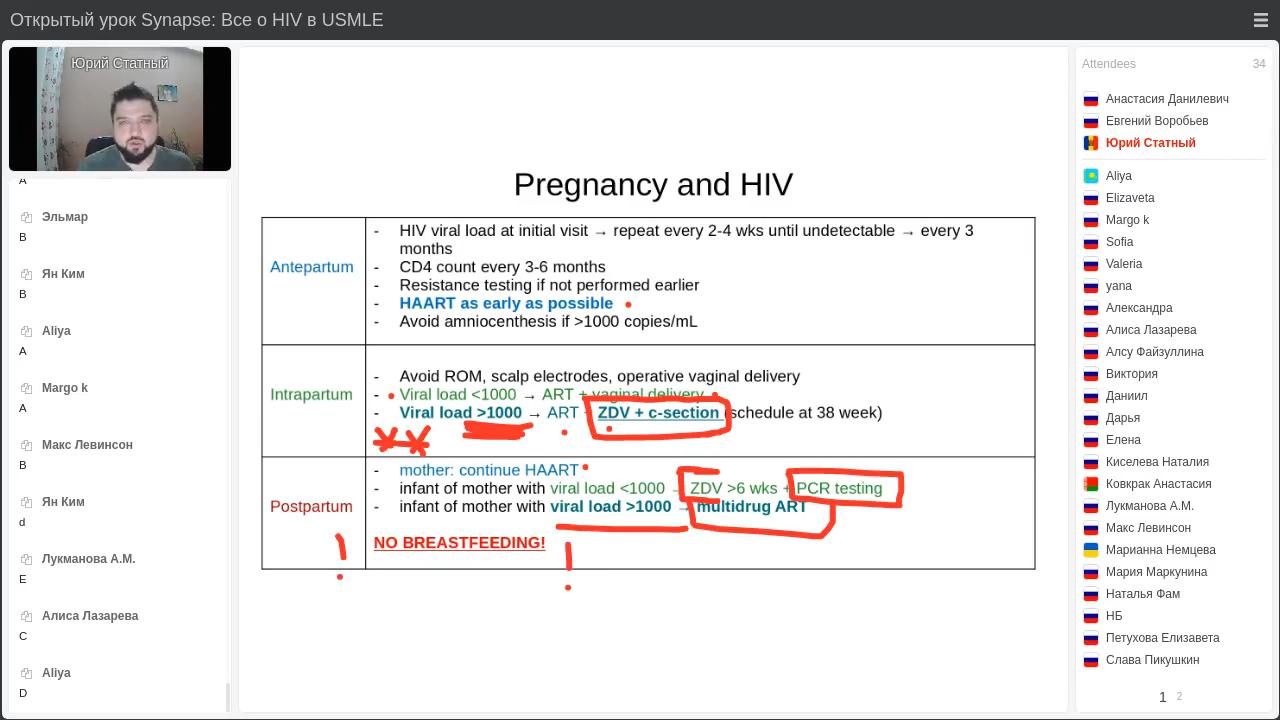 Открытый урок Synapse: Все о HIV в USMLE
Юрий Статный
A
Эльмар
B
Ян Ким
B
Aliya
A
Margo k
A
Макс Левинсон
B
Ян Ким
d
Лукманова А.М.
E
Алиса Лазарева
C
Aliya
D
Pregnancy and HIV
Antepartum
- HIV viral load at initial visit → repeat every 2-4 wks until undetectable → every 3
months
- CD4 count every 3-6 months
- Resistance testing if not performed earlier
- HAART as early as possible
- Avoid amniocenthesis if >1000 copies/mL
Intrapartum
- Avoid ROM, scalp electrodes, operative vaginal delivery
- Viral load <1000 → ART + vaginal delivery
- Viral load >1000 → ART + ZDV + c-section (schedule at 38 week)
Postpartum
- mother: continue HAART
- infant of mother with viral load <1000 → ZDV >6 wks + PCR testing
- infant of mother with viral load >1000 → multidrug ART
NO BREASTFEEDING!
Attendees 34
Анастасия Данилевич
Евгений Воробьев
Юрий Статный
Aliya
Elizaveta
Margo k
Sofia
Valeria
yana
Александра
Алиса Лазарева
Алсу Файзуллина
Виктория
Даниил
Дарья
Елена
Киселева Наталия
Ковкрак Анастасия
Лукманова А.М.
Макс Левинсон
Марианна Немцева
Мария Маркунина
Наталья Фам
НБ
Петухова Елизавета
Слава Пикушкин
1 2